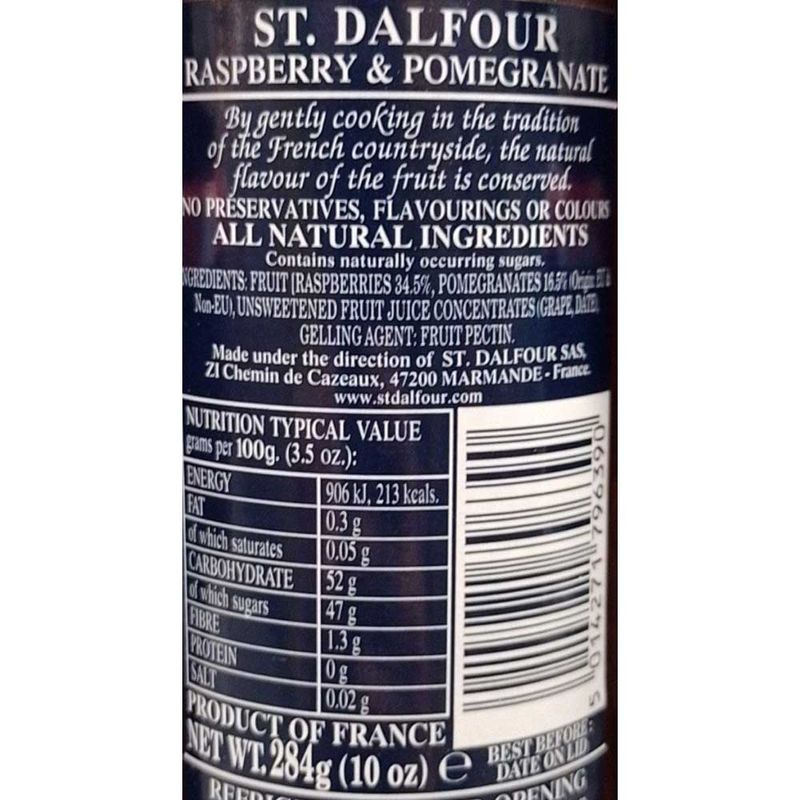 ST. DALFOUR
RASPBERRY & POMEGRANATE
By gently cooking in the tradition
of the French countryside, the natural
flavour of the fruit is conserved.
NO PRESERVATIVES, FLAVOURINGS OR COLOURS
ALL NATURAL INGREDIENTS
Contains naturally occurring sugars.
NGREDIENTS: FRUIT [RASPBERRIES 34.5%, POMEGRANATES 16.5% (Origin: EU &
Non-EU), UNSWEETENED FRUIT JUICE CONCENTRATES (GRAPE, DATE)
GELLING AGENT: FRUIT PECTIN.
Made under the direction of ST. DALFOUR SAS,
ZI Chemin de Cazeaux, 47200 MARMANDE - France.
www.stdalfour.com
NUTRITION TYPICAL VALUE
grams per 100g. (3.5 oz.):
ENERGY 906 kJ, 213 kcals.
FAT 0.3 g
of which saturates 0.05 g
CARBOHYDRATE 52 g
of which sugars 47 g
FIBRE 1.3 g
PROTEIN 0 g
SALT 0.02 g
5 014271 796390
PRODUCT OF FRANCE
NET WT. 284g (10 oz) e
BEST BEFORE:
DATE ON LID
OPENING